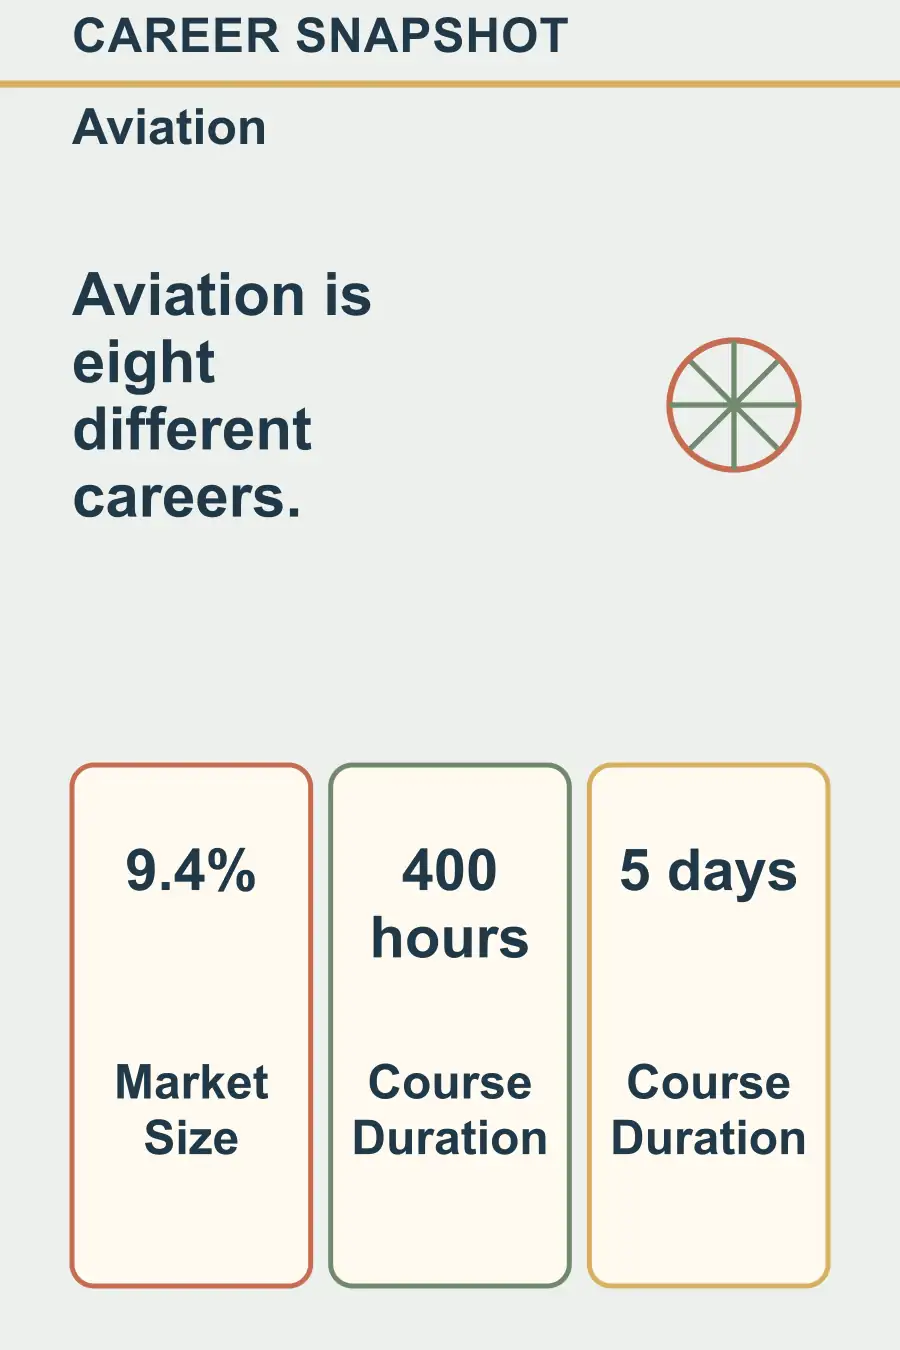 CAREER SNAPSHOT
Aviation
Aviation is
eight
different
careers.
9.4%
Market
Size
400
hours
Course
Duration
5 days
Course
Duration